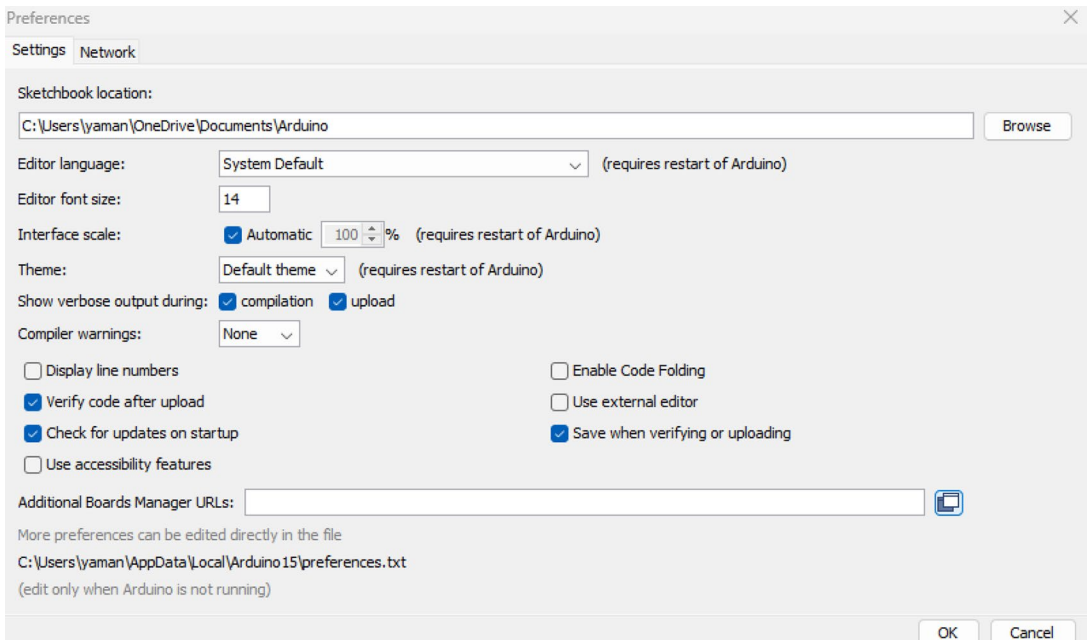 Preferences
Settings Network
Sketchbook location:
C:\Users\yaman\OneDrive\Documents\Arduino Browse
Editor language: System Default (requires restart of Arduino)
Editor font size: 14
Interface scale: Automatic 100 % (requires restart of Arduino)
Theme: Default theme (requires restart of Arduino)
Show verbose output during: compilation upload
Compiler warnings: None
Display line numbers Enable Code Folding
Verify code after upload Use external editor
Check for updates on startup Save when verifying or uploading
Use accessibility features
Additional Boards Manager URLs:
More preferences can be edited directly in the file
C:\Users\yaman\AppData\Local\Arduino15\preferences.txt
(edit only when Arduino is not running)
OK Cancel